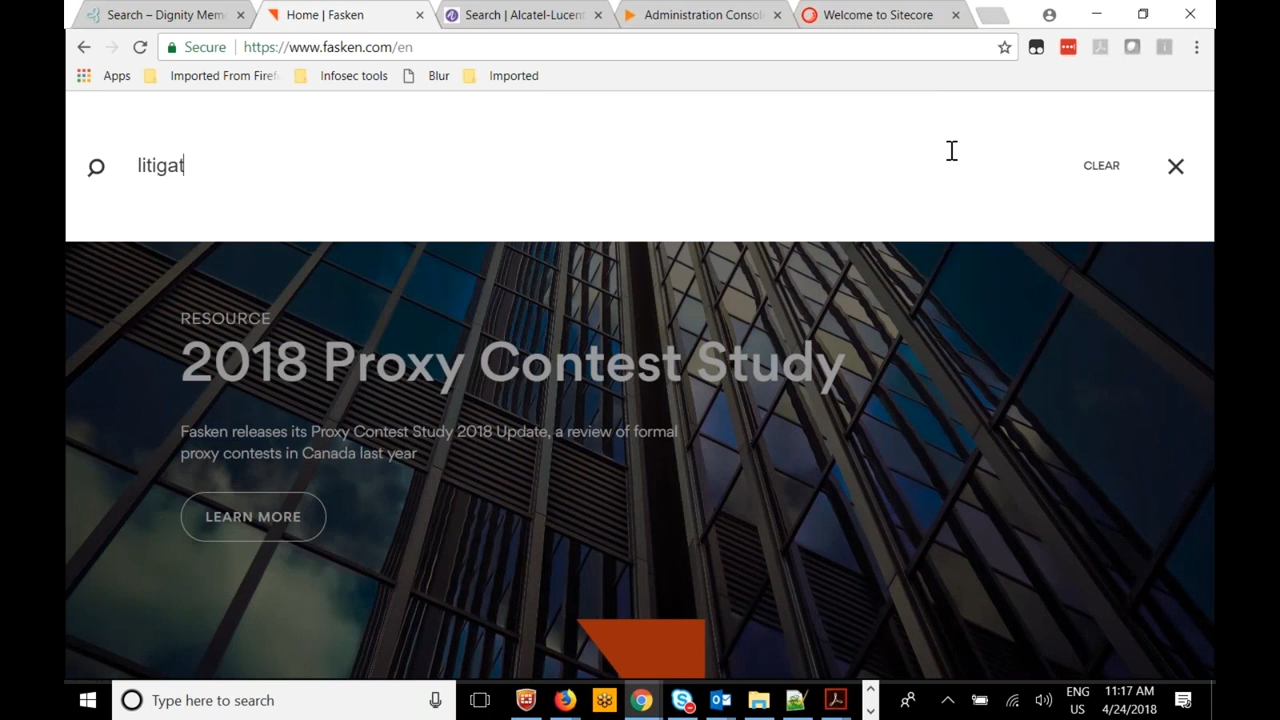 Search – Dignity Mem
Home | Fasken
Search | Alcatel-Lucent
Administration Consol
Welcome to Sitecore
Secure
https://www.fasken.com/en
Apps
Imported From Firef
Infosec tools
Blur
Imported
litigat
CLEAR
RESOURCE
2018 Proxy Contest Study
Fasken releases its Proxy Contest Study 2018 Update, a review of formal
proxy contests in Canada last year
LEARN MORE
Type here to search
ENG
US
11:17 AM
4/24/2018